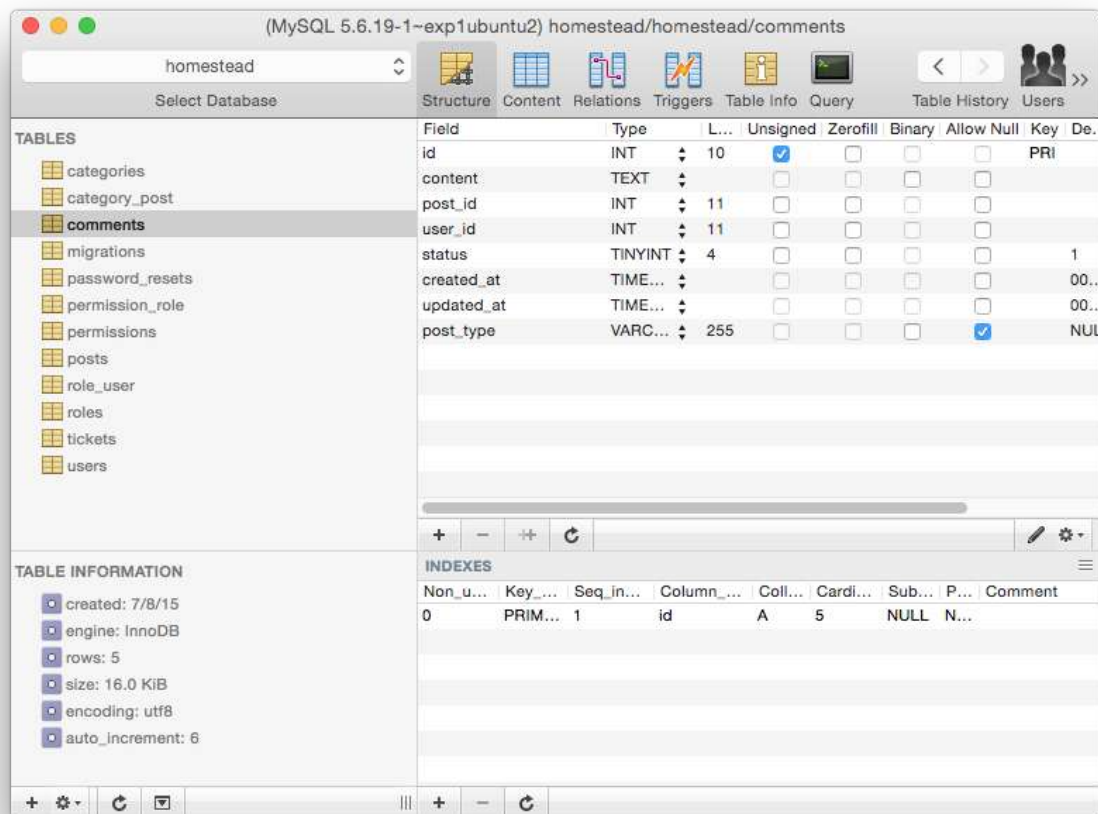 (MySQL 5.6.19-1~exp1ubuntu2) homestead/homestead/comments
homestead
Select Database
Structure Content Relations Triggers Table Info Query Table History Users
TABLES
categories
category_post
comments
migrations
password_resets
permission_role
permissions
posts
role_user
roles
tickets
users
Field Type L... Unsigned Zerofill Binary Allow Null Key De...
id INT 10 PRI
content TEXT
post_id INT 11
user_id INT 11
status TINYINT 4 1
created_at TIME... 00...
updated_at TIME... 00...
post_type VARC... 255 NUL
TABLE INFORMATION
created: 7/8/15
engine: InnoDB
rows: 5
size: 16.0 KiB
encoding: utf8
auto_increment: 6
INDEXES
Non_u... Key_... Seq_in... Column_... Coll... Cardi... Sub... P... Comment
0 PRIM... 1 id A 5 NULL N...